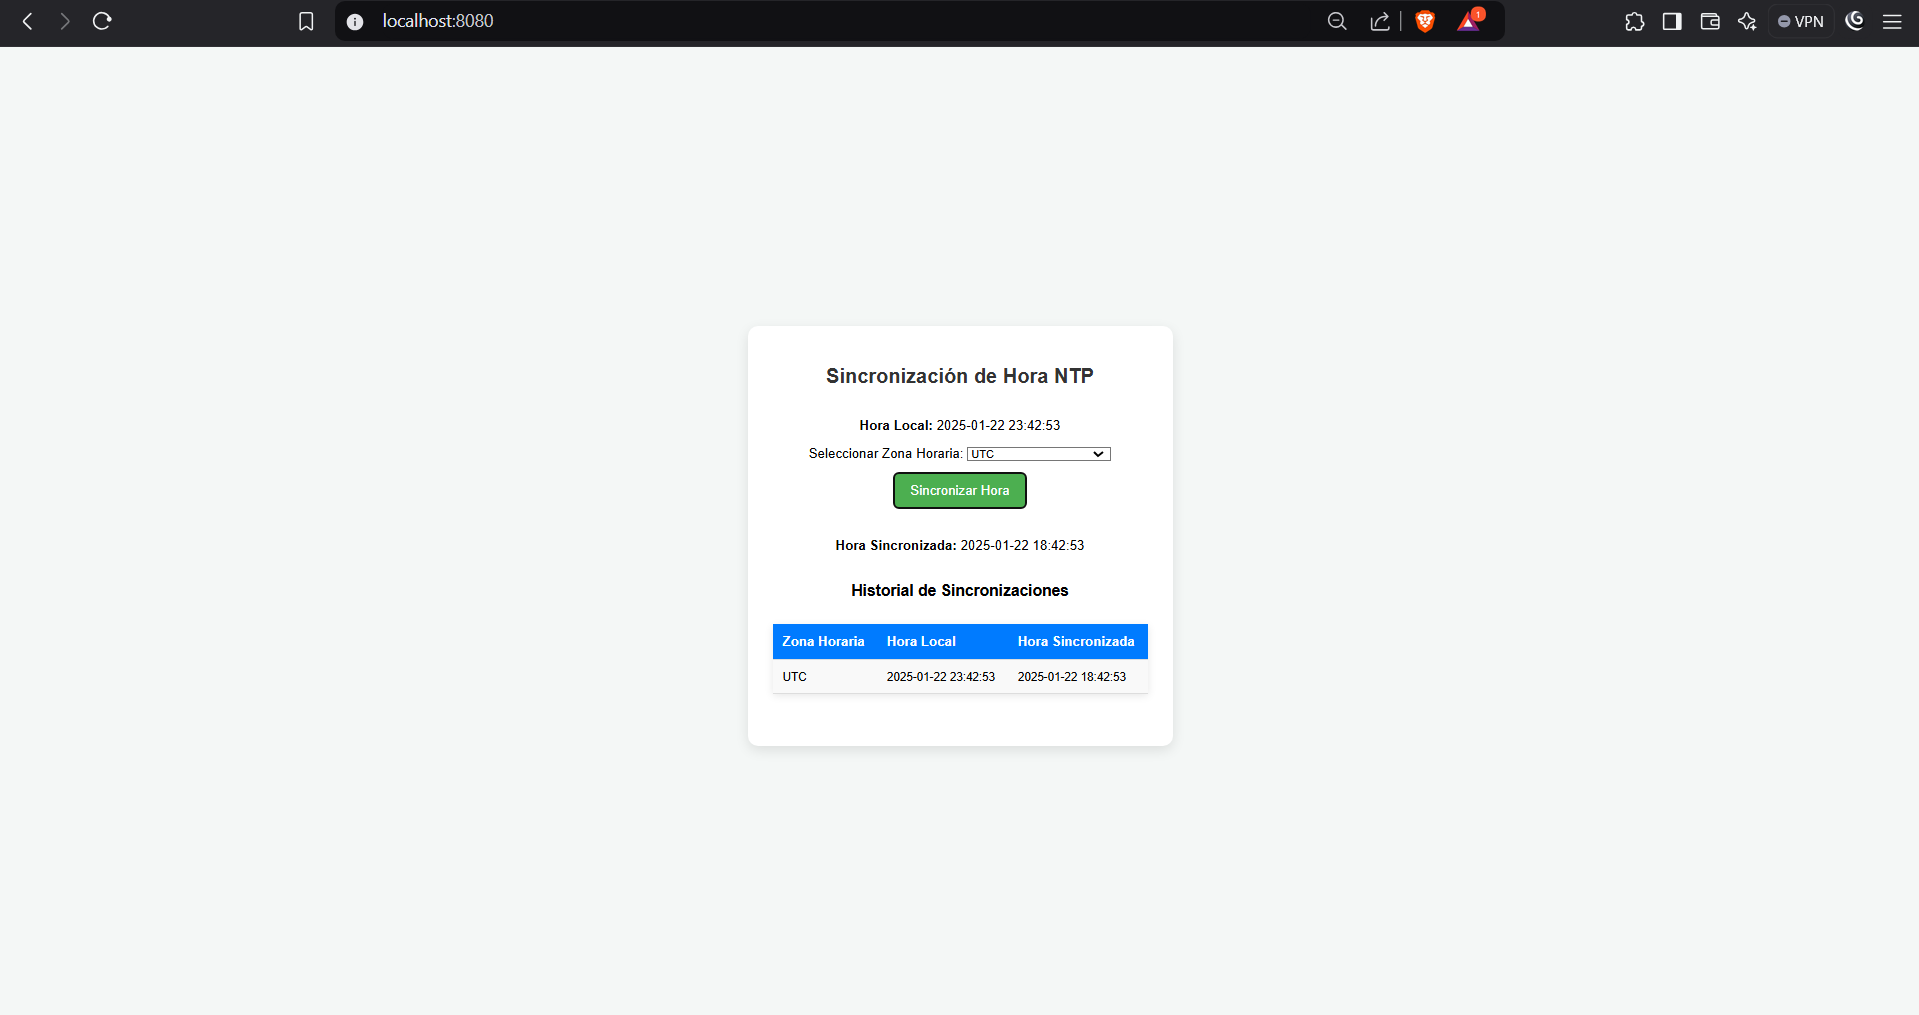 localhost:8080
1
VPN
Sincronización de Hora NTP
Hora Local: 2025-01-22 23:42:53
Seleccionar Zona Horaria: UTC
Sincronizar Hora
Hora Sincronizada: 2025-01-22 18:42:53
Historial de Sincronizaciones
Zona Horaria Hora Local Hora Sincronizada
UTC 2025-01-22 23:42:53 2025-01-22 18:42:53